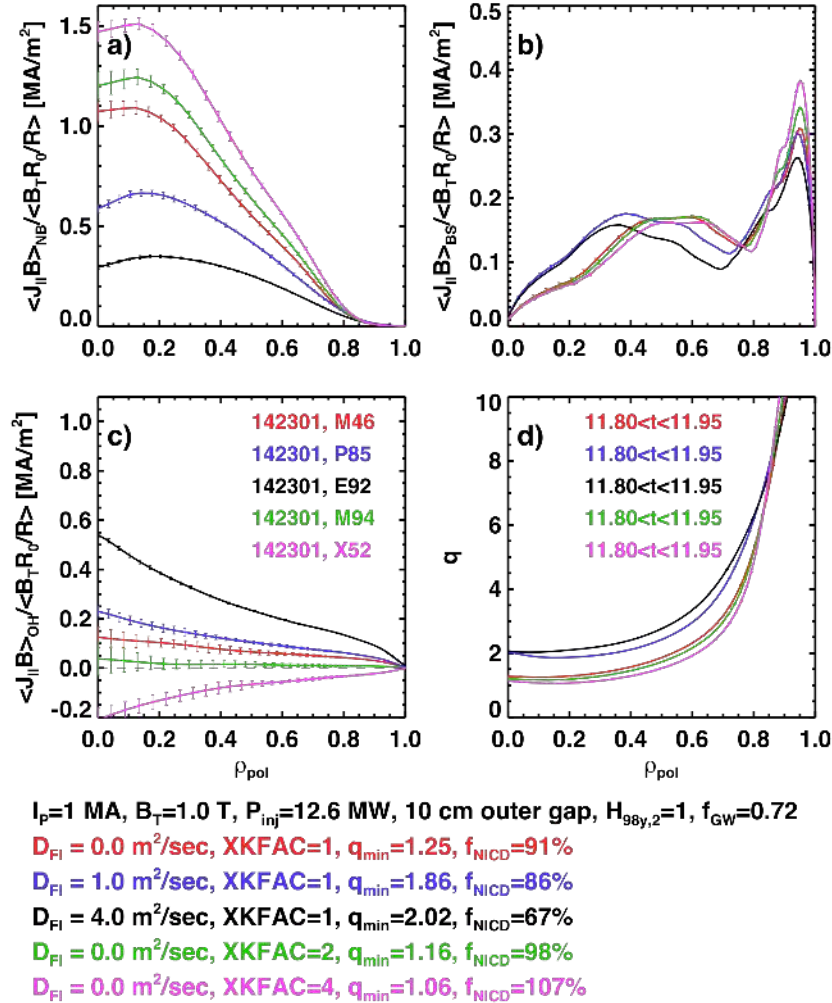 a)
<J||B>NB/<BTR0/R> [MA/m²]
1.5
1.0
0.5
0.0
0.0 0.2 0.4 0.6 0.8 1.0
b)
<J||B>BS/<BTR0/R> [MA/m²]
0.5
0.4
0.3
0.2
0.1
0.0
0.0 0.2 0.4 0.6 0.8 1.0
c)
<J||B>OH/<BTR0/R> [MA/m²]
1.0
0.8
0.6
0.4
0.2
0.0
-0.2
142301, M46
142301, P85
142301, E92
142301, M94
142301, X52
0.0 0.2 0.4 0.6 0.8 1.0
ρpol
d)
q
10
8
6
4
2
0
11.80<t<11.95
11.80<t<11.95
11.80<t<11.95
11.80<t<11.95
11.80<t<11.95
0.0 0.2 0.4 0.6 0.8 1.0
ρpol
IP=1 MA, BT=1.0 T, Pinj=12.6 MW, 10 cm outer gap, H98y,2=1, fGW=0.72
DFI = 0.0 m²/sec, XKFAC=1, qmin=1.25, fNICD=91%
DFI = 1.0 m²/sec, XKFAC=1, qmin=1.86, fNICD=86%
DFI = 4.0 m²/sec, XKFAC=1, qmin=2.02, fNICD=67%
DFI = 0.0 m²/sec, XKFAC=2, qmin=1.16, fNICD=98%
DFI = 0.0 m²/sec, XKFAC=4, qmin=1.06, fNICD=107%